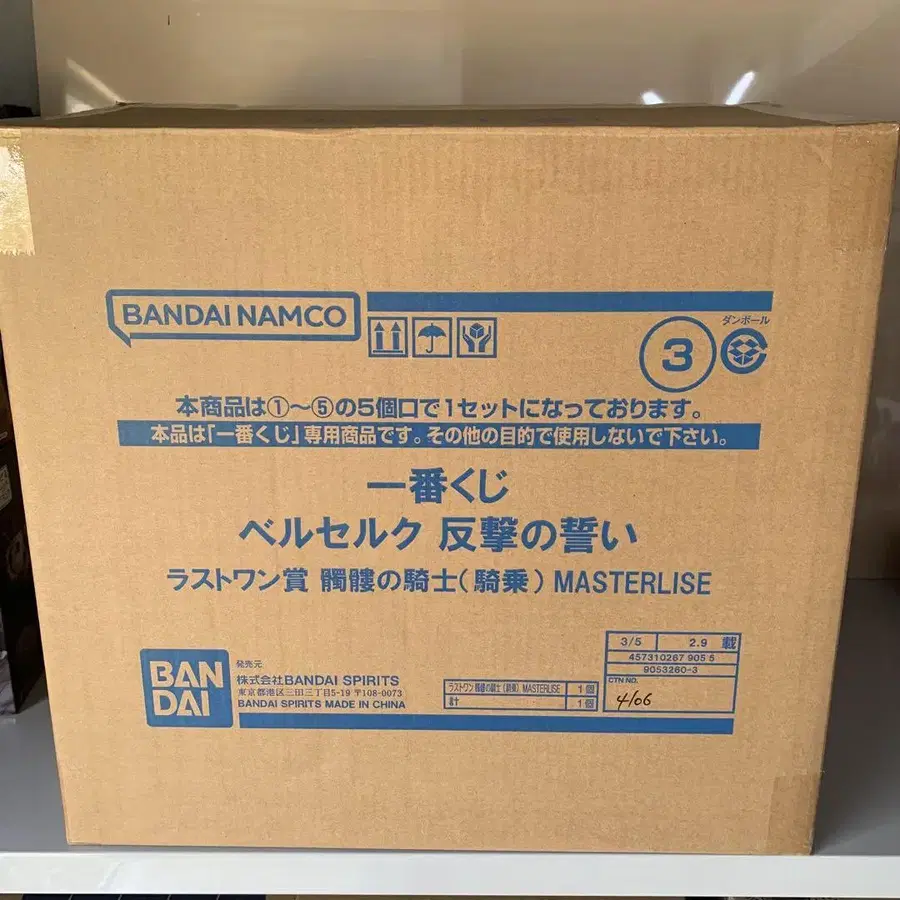 BANDAI NAMCO
ダンボール
3
本商品は①〜⑤の5個口で1セットになっております。
本品は「一番くじ」専用商品です。その他の目的で使用しないで下さい。
一番くじ
ベルセルク 反撃の誓い
ラストワン賞 髑髏の騎士(騎乗) MASTERLISE
BAN
DAI
発売元
株式会社BANDAI SPIRITS
東京都港区三田三丁目5-19 〒108-0073
BANDAI SPIRITS MADE IN CHINA
ラストワン 髑髏の騎士(騎乗) MASTERLISE 1個
計 1個
3/5 2.9 載
457310267 905 5
9053260-3
CTN NO.
4106